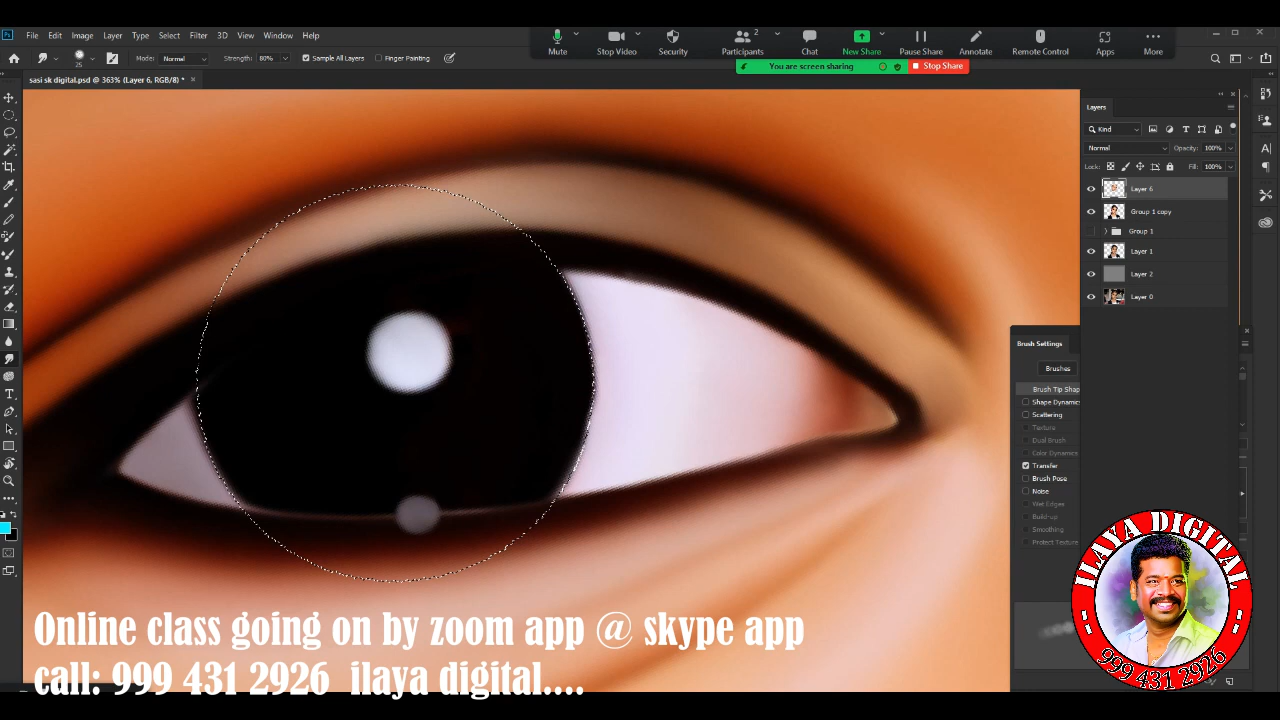 File Edit Image Layer Type Select Filter 3D View Window Help
Mute Stop Video Security Participants 2 Chat New Share Pause Share Annotate Remote Control Apps More
Mode: Normal Strength: 80% Sample All Layers Finger Painting
25
You are screen sharing Stop Share
sasi sk digital.psd @ 363% (Layer 6, RGB/8) *
Layers
Kind
Normal Opacity: 100%
Lock: Fill: 100%
Layer 6
Group 1 copy
Group 1
Layer 1
Layer 2
Layer 0
Brush Settings
Brushes
Brush Tip Shap
Shape Dynamics
Scattering
Texture
Dual Brush
Color Dynamics
Transfer
Brush Pose
Noise
Wet Edges
Build-up
Smoothing
Protect Texture
ILAYA DIGITAL
999 431 2926
Online class going on by zoom app @ skype app
call: 999 431 2926 ilaya digital....